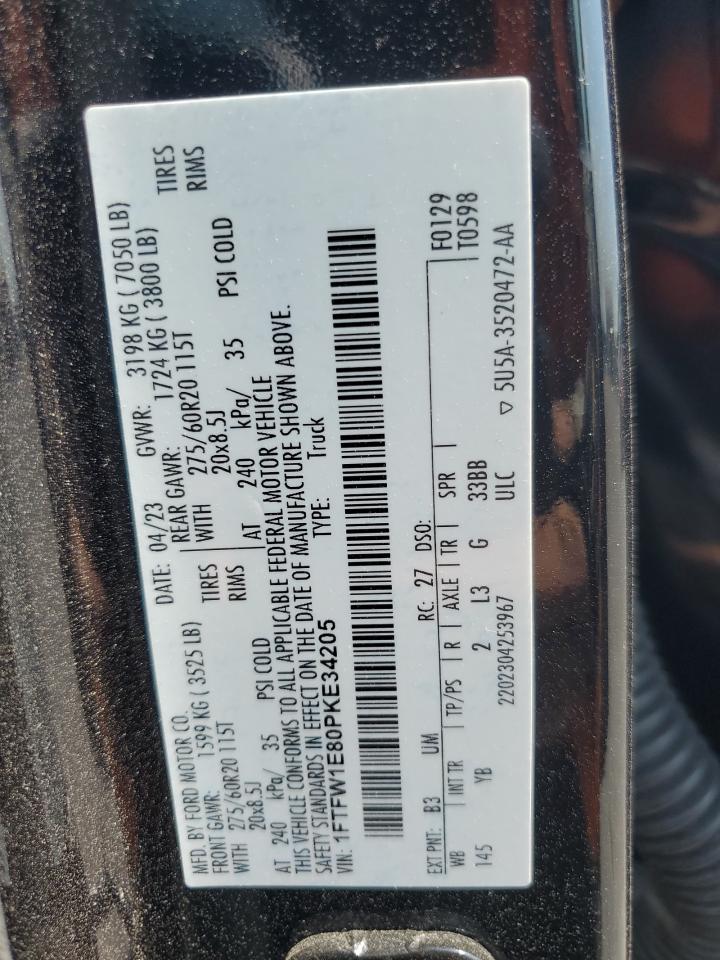 MFD. BY FORD MOTOR CO.
DATE: 04/23 GVWR: 3198 KG ( 7050 LB)
FRONT GAWR: 1599 KG ( 3525 LB)
REAR GAWR: 1724 KG ( 3800 LB)
WITH 275/60R20 115T TIRES
WITH 275/60R20 115T TIRES
20x8.5J RIMS
20x8.5J RIMS
AT 240 kPa/ 35 PSI COLD
AT 240 kPa/ 35 PSI COLD
THIS VEHICLE CONFORMS TO ALL APPLICABLE FEDERAL MOTOR VEHICLE
SAFETY STANDARDS IN EFFECT ON THE DATE OF MANUFACTURE SHOWN ABOVE.
VIN: 1FTFW1E80PKE34205 TYPE: Truck
EXT PNT: B3 UM RC: 27 DSO: F0129
WB INT TR TP/PS R AXLE TR SPR T0598
145 YB 2 L3 G 33BB
2202304253967 ULC ▽ 5U5A-3520472-AA